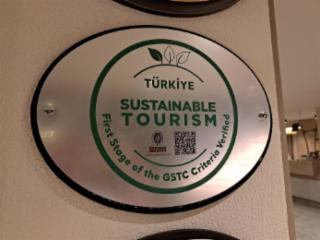 TÜRKİYE
SUSTAINABLE
TOURISM
First Stage of the GSTC Criteria Verified